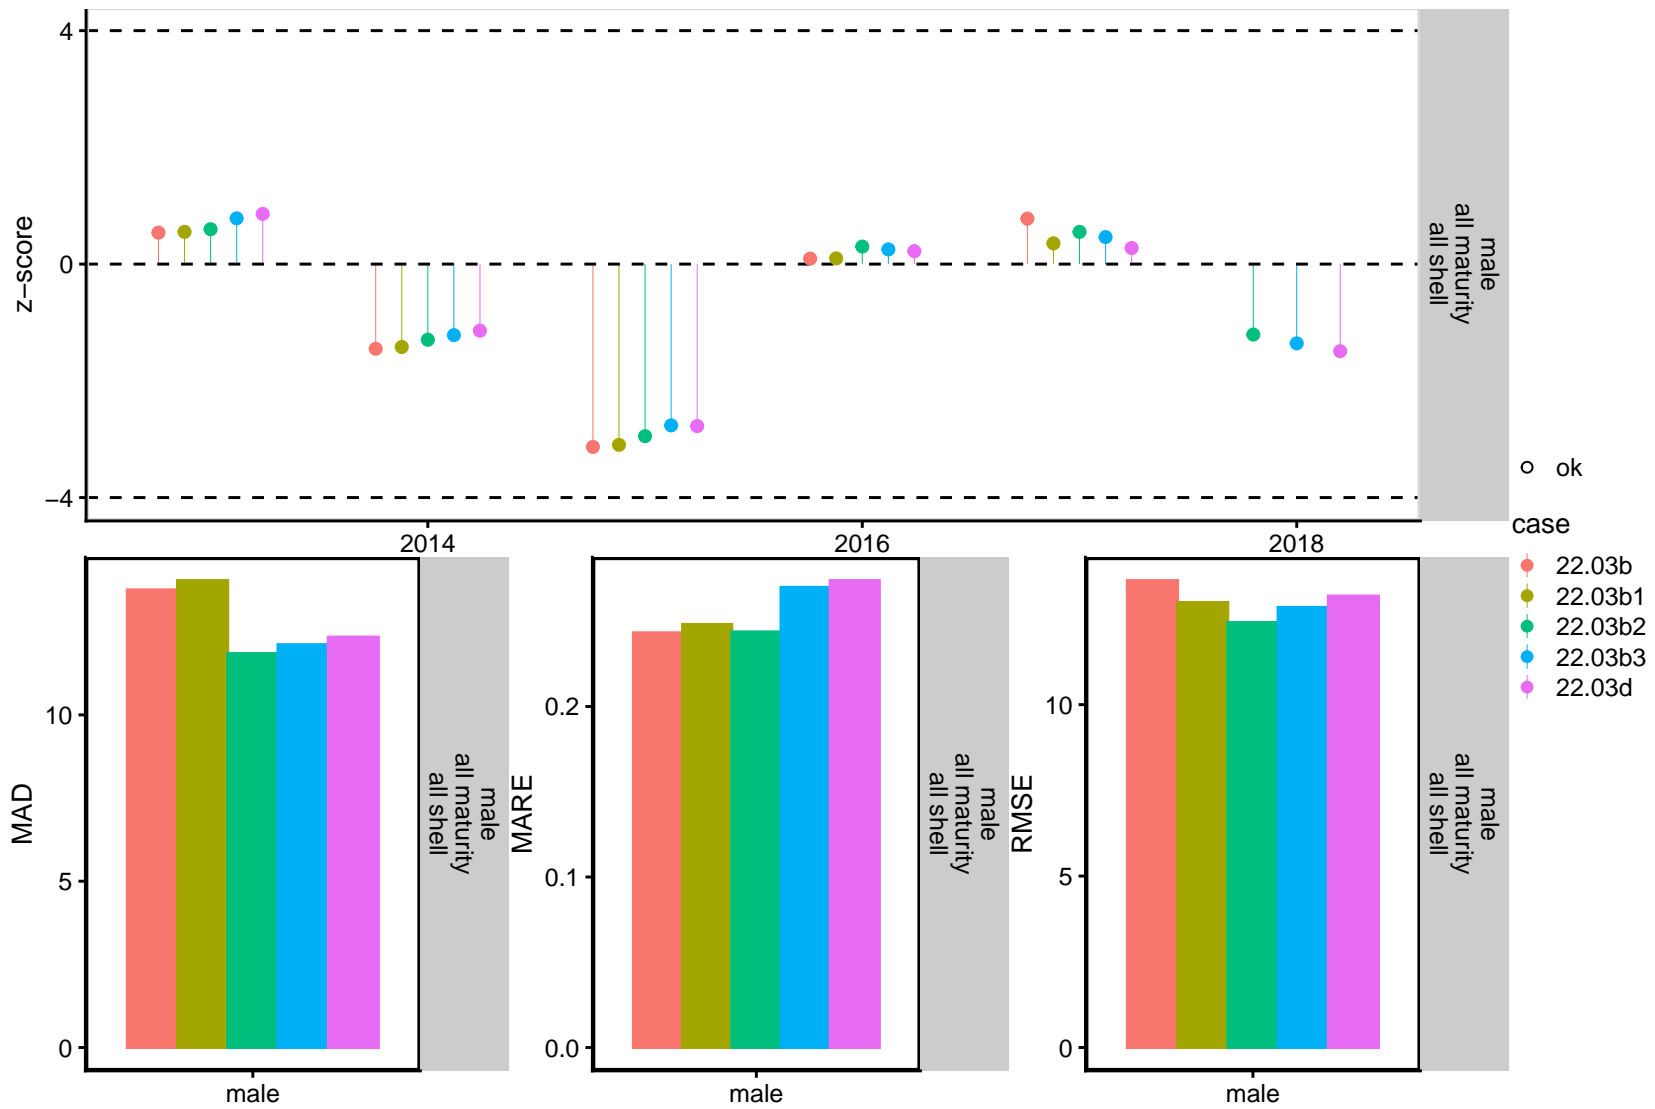 z−score
4
0
−4
2014
2016
2018
male
all maturity
all shell
ok
case
22.03b
22.03b1
22.03b2
22.03b3
22.03d
MAD
10
5
0
male
male
all maturity
all shell
MARE
0.2
0.1
0.0
male
male
all maturity
all shell
RMSE
10
5
0
male
male
all maturity
all shell